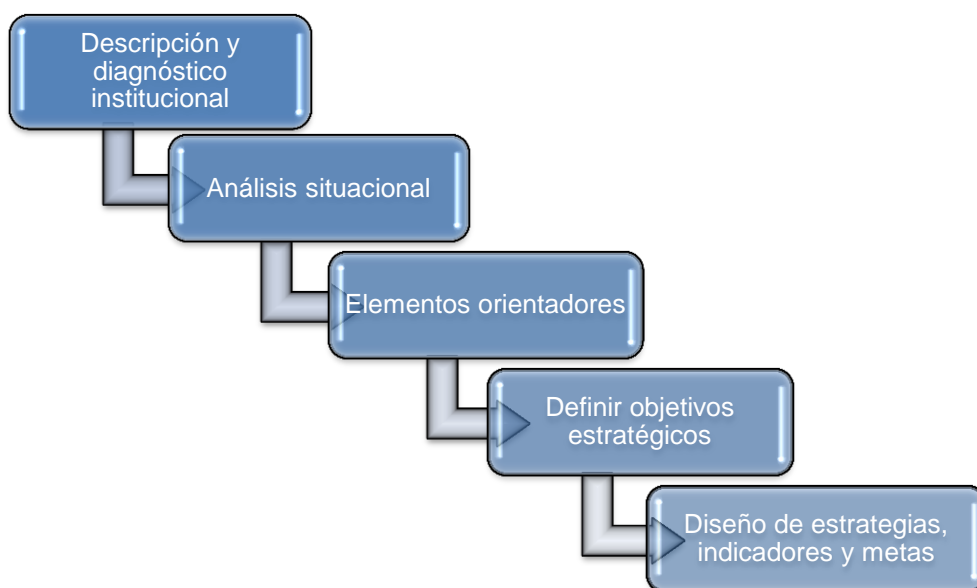 Descripción y
diagnóstico
institucional
Análisis situacional
Elementos orientadores
Definir objetivos
estratégicos
Diseño de estrategias,
indicadores y metas